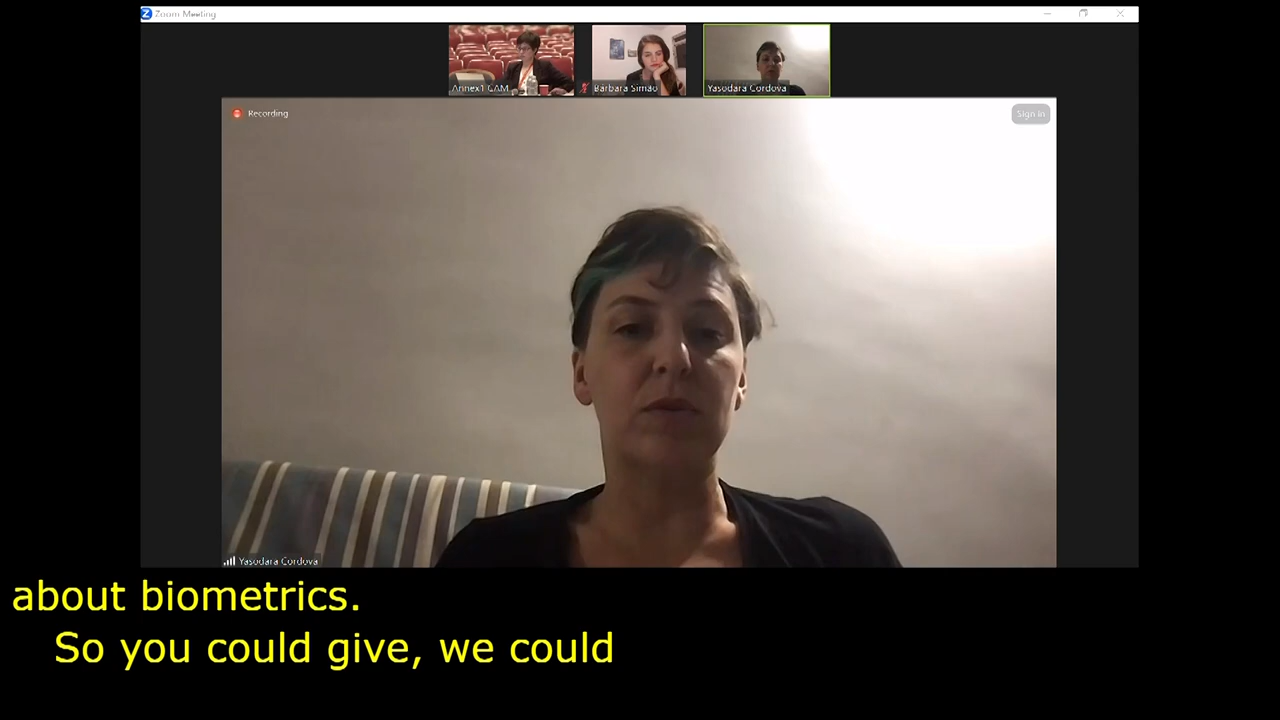 Zoom Meeting
Annex1 CAM
Bárbara Simão
Yasodara Cordova
Recording
Sign in
Yasodara Cordova
about biometrics.
So you could give, we could